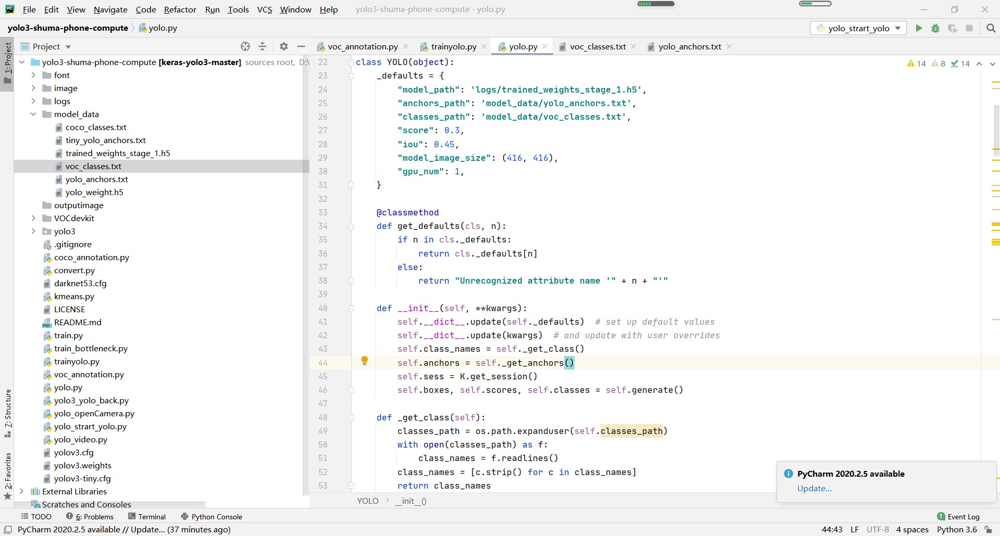 PC File Edit View Navigate Code Refactor Run Tools VCS Window Help yolo3-shuma-phone-compute - yolo.py
yolo3-shuma-phone-compute yolo.py yolo_strart_yolo
Project voc_annotation.py trainyolo.py yolo.py voc_classes.txt yolo_anchors.txt
1: Project
7: Structure
2: Favorites
yolo3-shuma-phone-compute [keras-yolo3-master] sources root, D:\
font
image
logs
model_data
coco_classes.txt
tiny_yolo_anchors.txt
trained_weights_stage_1.h5
voc_classes.txt
yolo_anchors.txt
yolo_weight.h5
outputimage
VOCdevkit
yolo3
.gitignore
coco_annotation.py
convert.py
darknet53.cfg
kmeans.py
LICENSE
MD README.md
train.py
train_bottleneck.py
trainyolo.py
voc_annotation.py
yolo.py
yolo3_yolo_back.py
yolo_openCamera.py
yolo_strart_yolo.py
yolo_video.py
yolov3.cfg
yolov3.weights
yolov3-tiny.cfg
External Libraries
Scratches and Consoles
14 8 14
22 class YOLO(object):
23 _defaults = {
24 "model_path": 'logs/trained_weights_stage_1.h5',
25 "anchors_path": 'model_data/yolo_anchors.txt',
26 "classes_path": 'model_data/voc_classes.txt',
27 "score": 0.3,
28 "iou": 0.45,
29 "model_image_size": (416, 416),
30 "gpu_num": 1,
31 }
32
33 @classmethod
34 def get_defaults(cls, n):
35 if n in cls._defaults:
36 return cls._defaults[n]
37 else:
38 return "Unrecognized attribute name '" + n + "'"
39
40 def __init__(self, **kwargs):
41 self.__dict__.update(self._defaults)  # set up default values
42 self.__dict__.update(kwargs)  # and update with user overrides
43 self.class_names = self._get_class()
44 self.anchors = self._get_anchors()
45 self.sess = K.get_session()
46 self.boxes, self.scores, self.classes = self.generate()
47
48 def _get_class(self):
49 classes_path = os.path.expanduser(self.classes_path)
50 with open(classes_path) as f:
51 class_names = f.readlines()
52 class_names = [c.strip() for c in class_names]
53 return class_names
YOLO __init__()
PyCharm 2020.2.5 available
Update...
TODO 6: Problems Terminal Python Console 1 Event Log
PyCharm 2020.2.5 available // Update... (37 minutes ago) 44:43 LF UTF-8 4 spaces Python 3.6